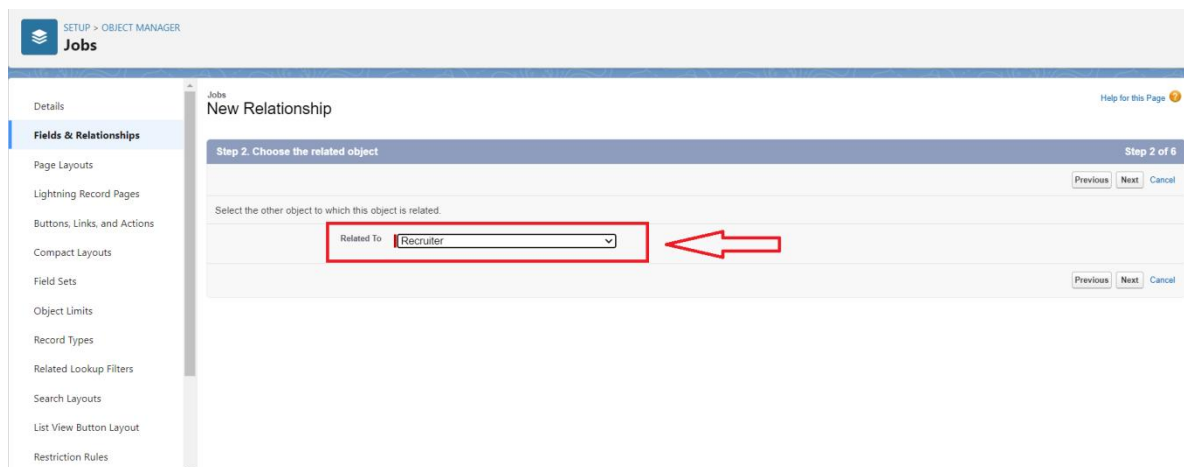 SETUP > OBJECT MANAGER
Jobs
Details
Fields & Relationships
Page Layouts
Lightning Record Pages
Buttons, Links, and Actions
Compact Layouts
Field Sets
Object Limits
Record Types
Related Lookup Filters
Search Layouts
List View Button Layout
Restriction Rules
Jobs
New Relationship
Help for this Page ?
Step 2. Choose the related object Step 2 of 6
Previous Next Cancel
Select the other object to which this object is related.
Related To Recruiter
Previous Next Cancel